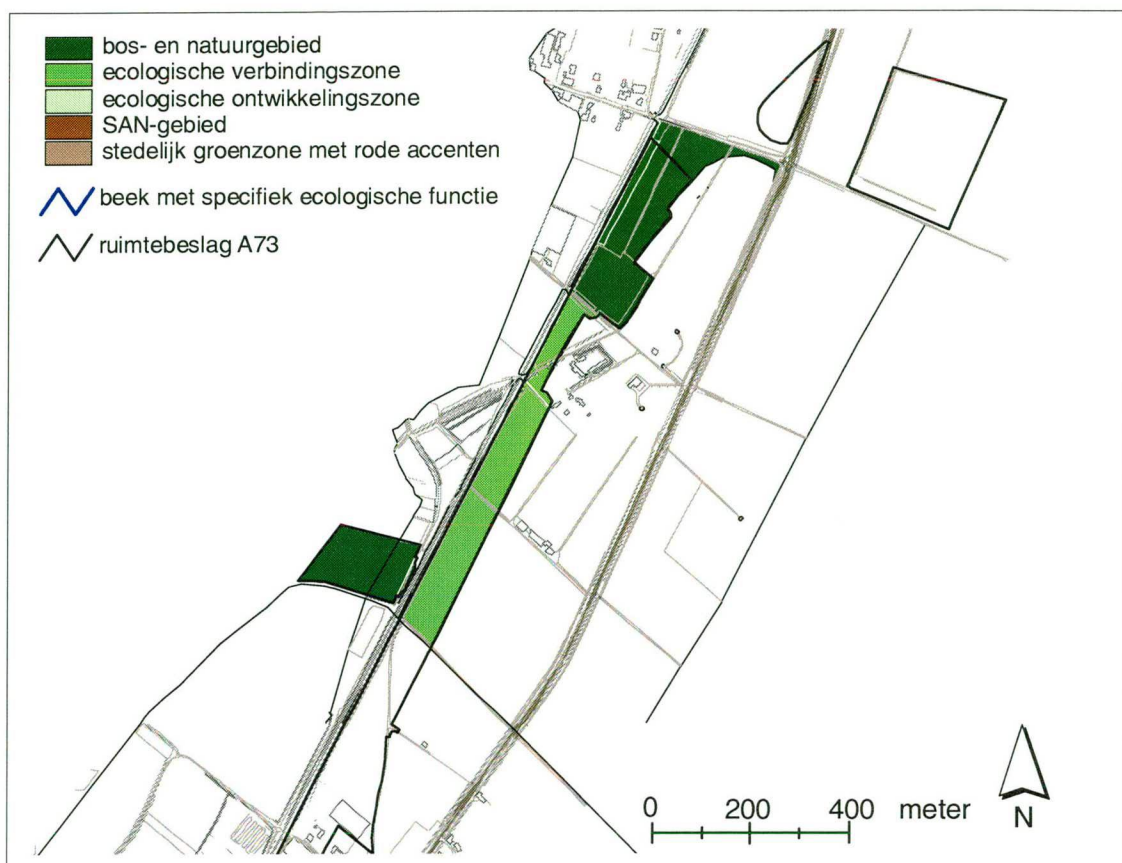 bos- en natuurgebied
ecologische verbindingszone
ecologische ontwikkelingszone
SAN-gebied
stedelijk groenzone met rode accenten
beek met specifiek ecologische functie
ruimtebeslag A73
0 200 400 meter
N